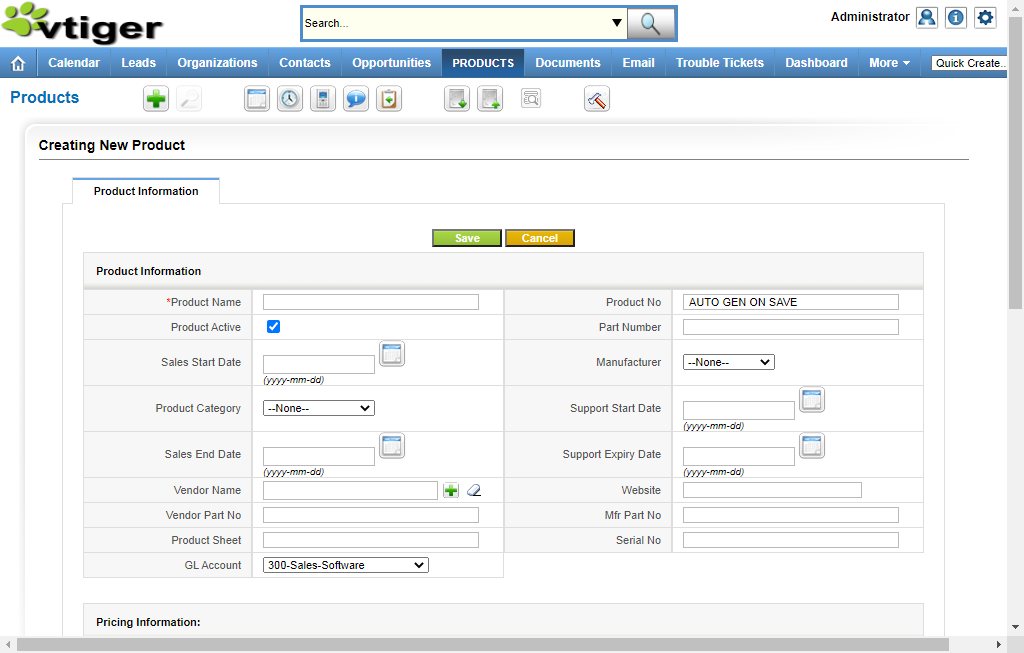 vtiger
Search...
Administrator
Calendar Leads Organizations Contacts Opportunities PRODUCTS Documents Email Trouble Tickets Dashboard More Quick Create..
Products
Creating New Product
Product Information
Save Cancel
Product Information
*Product Name Product No AUTO GEN ON SAVE
Product Active Part Number
Sales Start Date (yyyy-mm-dd) Manufacturer --None--
Product Category --None-- Support Start Date (yyyy-mm-dd)
Sales End Date (yyyy-mm-dd) Support Expiry Date (yyyy-mm-dd)
Vendor Name Website
Vendor Part No Mfr Part No
Product Sheet Serial No
GL Account 300-Sales-Software
Pricing Information: